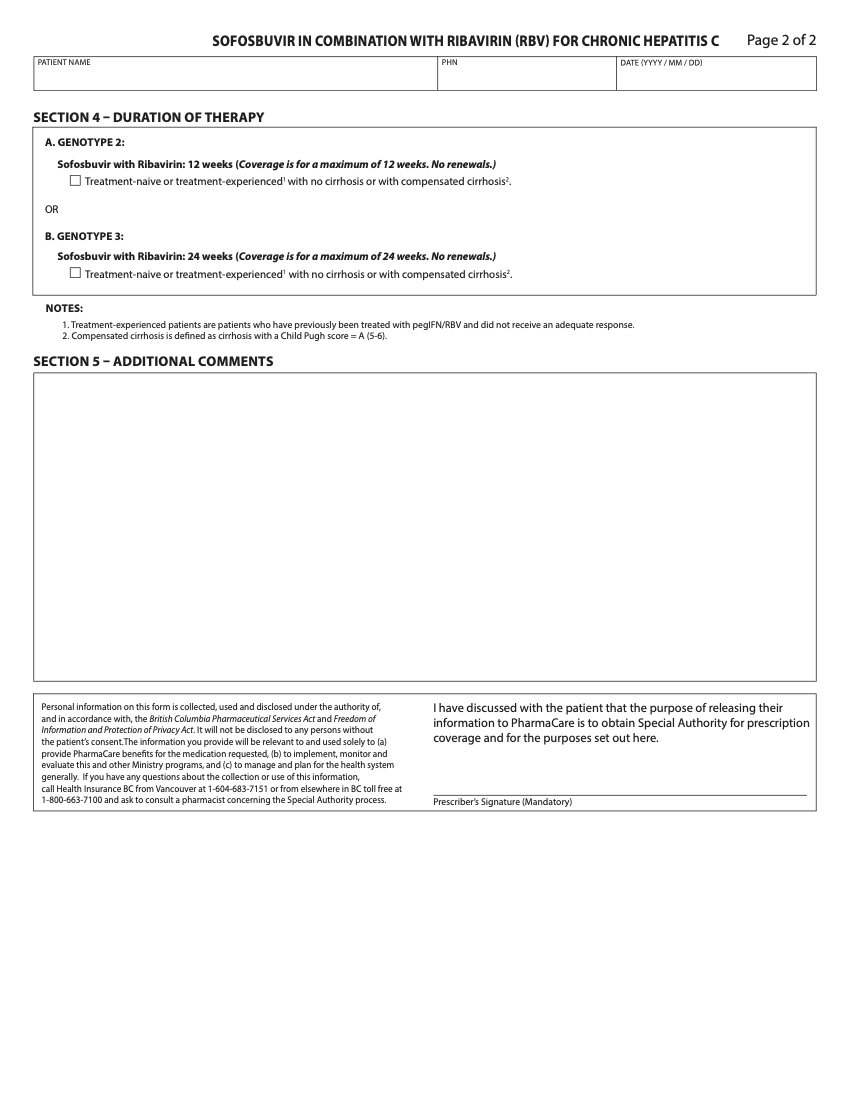 SOFOSBUVIR IN COMBINATION WITH RIBAVIRIN (RBV) FOR CHRONIC HEPATITIS C Page 2 of 2
PATIENT NAME PHN DATE (YYYY / MM / DD)
SECTION 4 – DURATION OF THERAPY
A. GENOTYPE 2:
Sofosbuvir with Ribavirin: 12 weeks (Coverage is for a maximum of 12 weeks. No renewals.)
☐ Treatment-naive or treatment-experienced¹ with no cirrhosis or with compensated cirrhosis².
OR
B. GENOTYPE 3:
Sofosbuvir with Ribavirin: 24 weeks (Coverage is for a maximum of 24 weeks. No renewals.)
☐ Treatment-naive or treatment-experienced¹ with no cirrhosis or with compensated cirrhosis².
NOTES:
1. Treatment-experienced patients are patients who have previously been treated with pegIFN/RBV and did not receive an adequate response.
2. Compensated cirrhosis is defined as cirrhosis with a Child Pugh score = A (5-6).
SECTION 5 – ADDITIONAL COMMENTS
Personal information on this form is collected, used and disclosed under the authority of,
and in accordance with, the British Columbia Pharmaceutical Services Act and Freedom of
Information and Protection of Privacy Act. It will not be disclosed to any persons without
the patient's consent.The information you provide will be relevant to and used solely to (a)
provide PharmaCare benefits for the medication requested, (b) to implement, monitor and
evaluate this and other Ministry programs, and (c) to manage and plan for the health system
generally. If you have any questions about the collection or use of this information,
call Health Insurance BC from Vancouver at 1-604-683-7151 or from elsewhere in BC toll free at
1-800-663-7100 and ask to consult a pharmacist concerning the Special Authority process.
I have discussed with the patient that the purpose of releasing their
information to PharmaCare is to obtain Special Authority for prescription
coverage and for the purposes set out here.
Prescriber's Signature (Mandatory)